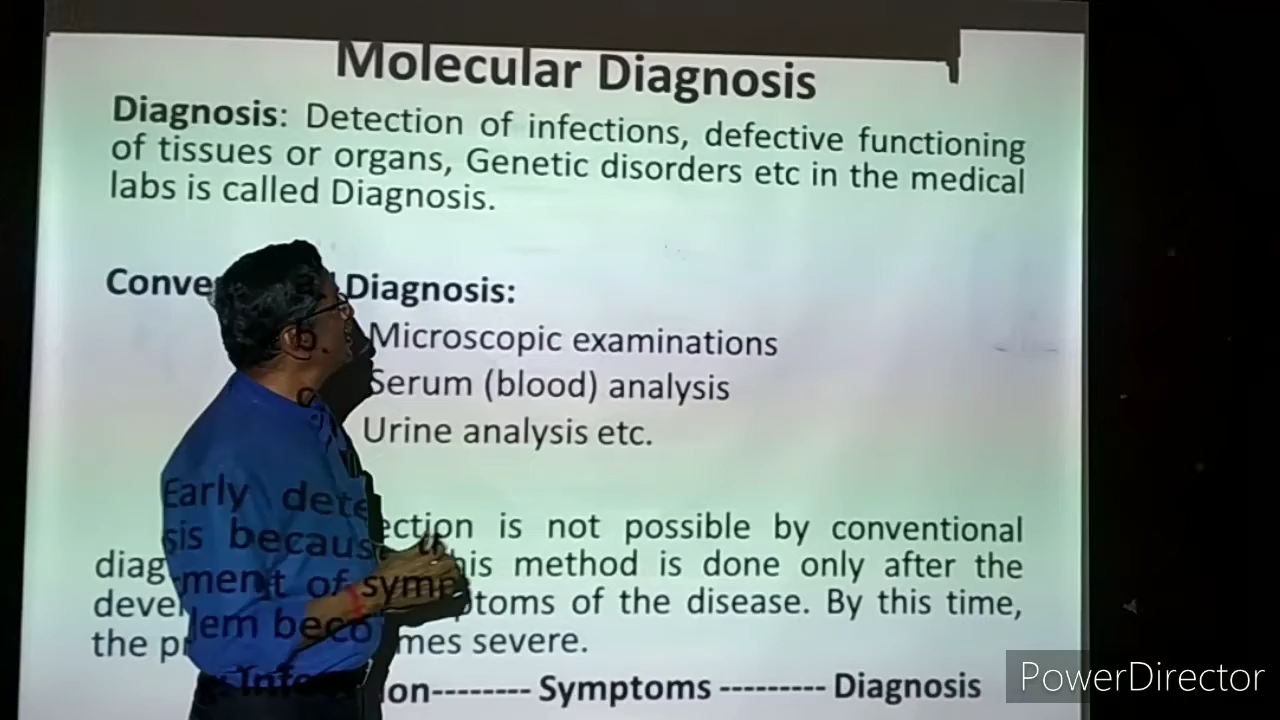 Molecular Diagnosis
Diagnosis: Detection of infections, defective functioning
of tissues or organs, Genetic disorders etc in the medical
labs is called Diagnosis.
Diagnosis:
Microscopic examinations
Serum (blood) analysis
Urine analysis etc.
Early detection is not possible by conventional
diagnosis because this method is done only after the
development of symptoms of the disease. By this time,
the problem becomes severe.
Infection-------- Symptoms --------- Diagnosis
PowerDirector